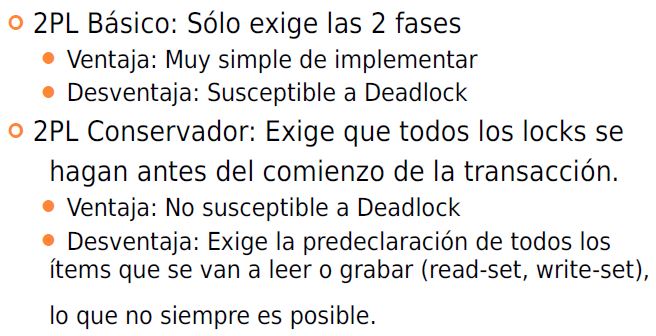 2PL Básico: Sólo exige las 2 fases
Ventaja: Muy simple de implementar
Desventaja: Susceptible a Deadlock
2PL Conservador: Exige que todos los locks se
hagan antes del comienzo de la transacción.
Ventaja: No susceptible a Deadlock
Desventaja: Exige la predeclaración de todos los
ítems que se van a leer o grabar (read-set, write-set),
lo que no siempre es posible.